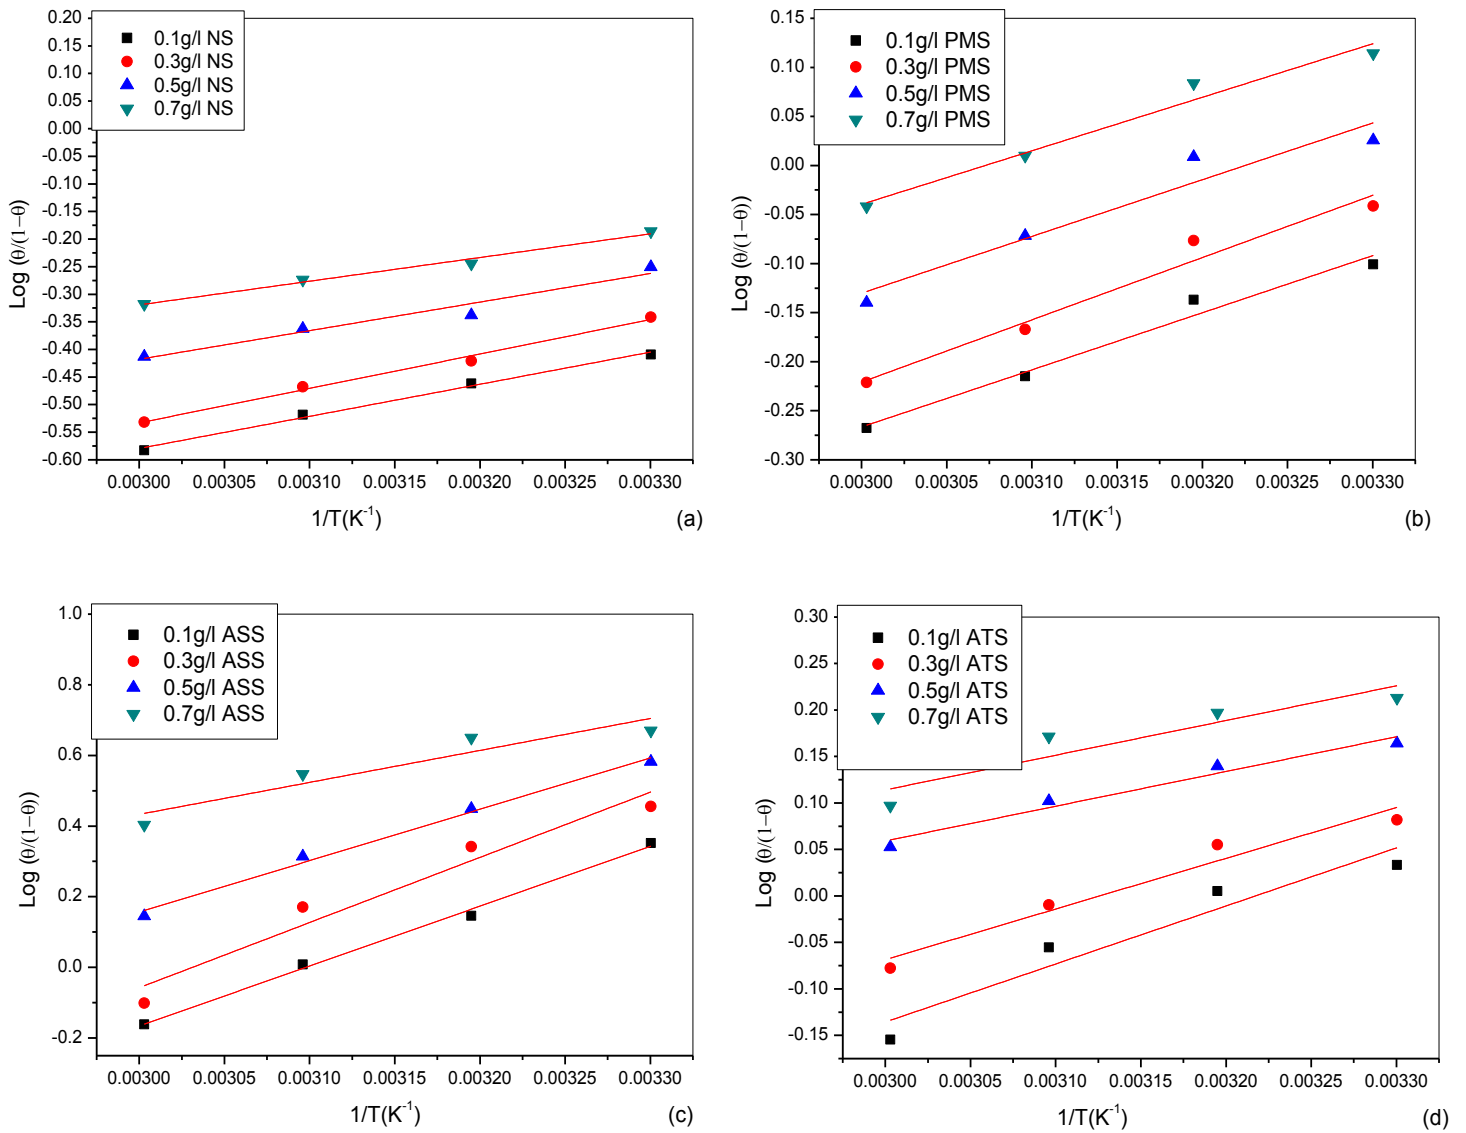 0.1g/l NS
0.3g/l NS
0.5g/l NS
0.7g/l NS
0.20
0.15
0.10
0.05
0.00
-0.05
-0.10
-0.15
-0.20
-0.25
-0.30
-0.35
-0.40
-0.45
-0.50
-0.55
-0.60
Log (θ/(1−θ))
0.00300 0.00305 0.00310 0.00315 0.00320 0.00325 0.00330
1/T(K⁻¹)
(a)
0.1g/l PMS
0.3g/l PMS
0.5g/l PMS
0.7g/l PMS
0.15
0.10
0.05
0.00
-0.05
-0.10
-0.15
-0.20
-0.25
-0.30
Log (θ/(1−θ))
0.00300 0.00305 0.00310 0.00315 0.00320 0.00325 0.00330
1/T(K⁻¹)
(b)
0.1g/l ASS
0.3g/l ASS
0.5g/l ASS
0.7g/l ASS
1.0
0.8
0.6
0.4
0.2
0.0
-0.2
Log (θ/(1−θ))
0.00300 0.00305 0.00310 0.00315 0.00320 0.00325 0.00330
1/T(K⁻¹)
(c)
0.1g/l ATS
0.3g/l ATS
0.5g/l ATS
0.7g/l ATS
0.30
0.25
0.20
0.15
0.10
0.05
0.00
-0.05
-0.10
-0.15
Log (θ/(1−θ)
0.00300 0.00305 0.00310 0.00315 0.00320 0.00325 0.00330
1/T(K⁻¹)
(d)